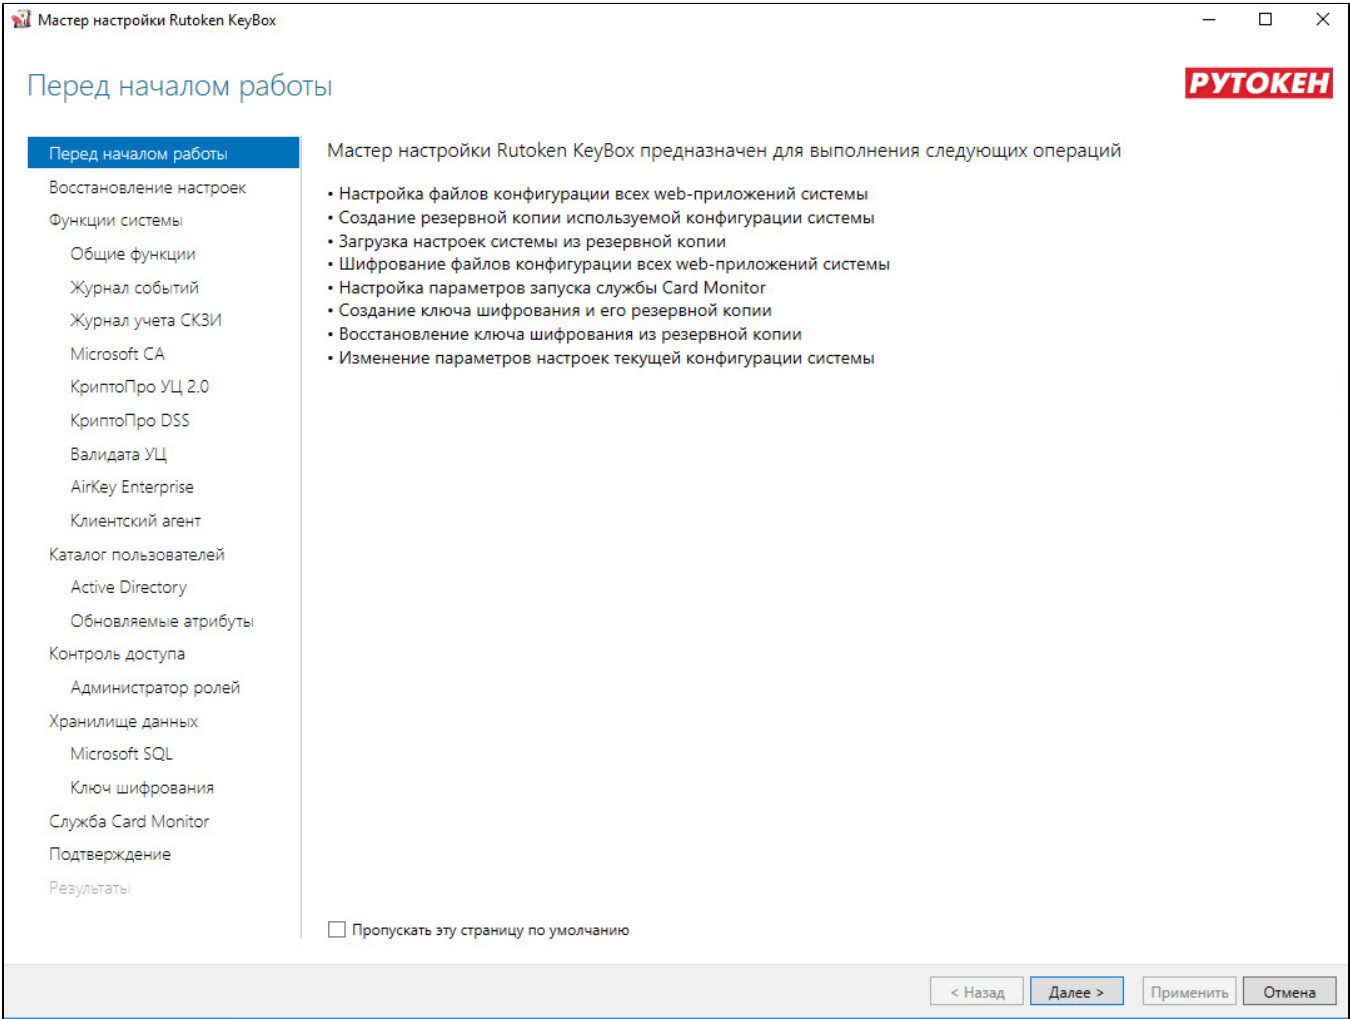 Мастер настройки Rutoken KeyBox
Перед началом работы
РУТОКЕН
Перед началом работы
Восстановление настроек
Функции системы
Общие функции
Журнал событий
Журнал учета СКЗИ
Microsoft CA
КриптоПро УЦ 2.0
КриптоПро DSS
Валидата УЦ
AirKey Enterprise
Клиентский агент
Каталог пользователей
Active Directory
Обновляемые атрибуты
Контроль доступа
Администратор ролей
Хранилище данных
Microsoft SQL
Ключ шифрования
Служба Card Monitor
Подтверждение
Результаты
Мастер настройки Rutoken KeyBox предназначен для выполнения следующих операций
• Настройка файлов конфигурации всех web-приложений системы
• Создание резервной копии используемой конфигурации системы
• Загрузка настроек системы из резервной копии
• Шифрование файлов конфигурации всех web-приложений системы
• Настройка параметров запуска службы Card Monitor
• Создание ключа шифрования и его резервной копии
• Восстановление ключа шифрования из резервной копии
• Изменение параметров настроек текущей конфигурации системы
Пропускать эту страницу по умолчанию
< Назад
Далее >
Применить
Отмена